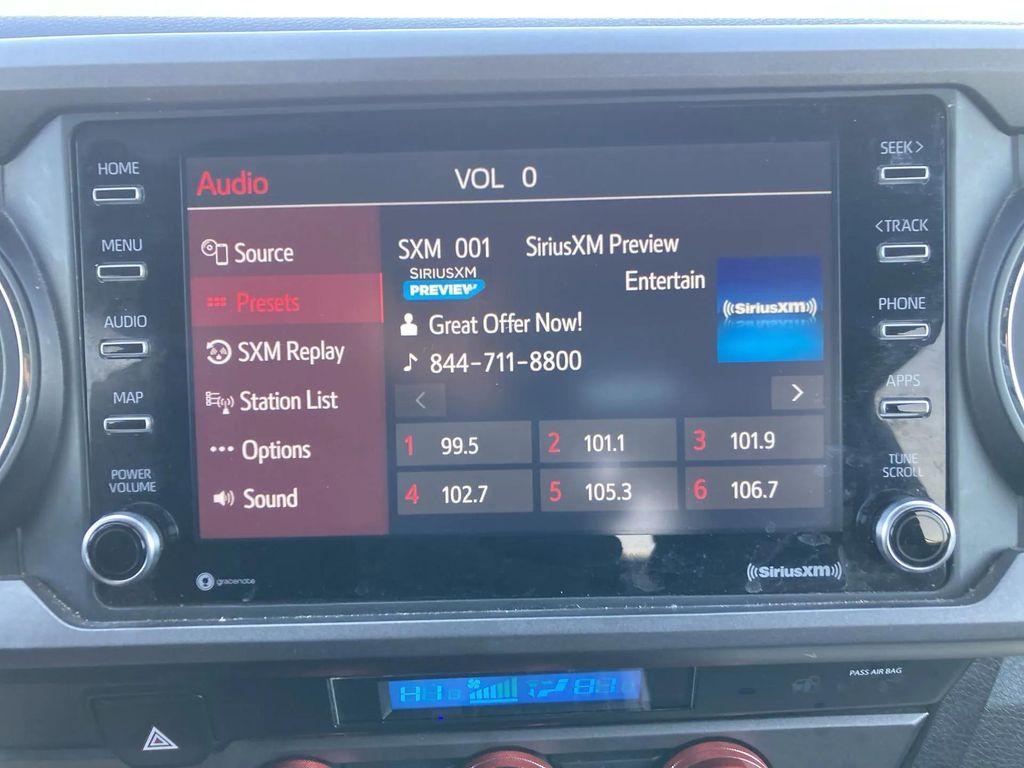 HOME
MENU
AUDIO
MAP
POWER
VOLUME
Audio
VOL 0
Source
Presets
SXM Replay
Station List
Options
Sound
SXM 001 SiriusXM Preview
SIRIUSXM
PREVIEW
Entertain
((SiriusXM))
Great Offer Now!
844-711-8800
<
>
1 99.5
2 101.1
3 101.9
4 102.7
5 105.3
6 106.7
SEEK>
<TRACK
PHONE
APPS
TUNE
SCROLL
gracenote
((SiriusXM))
PASS AIR BAG